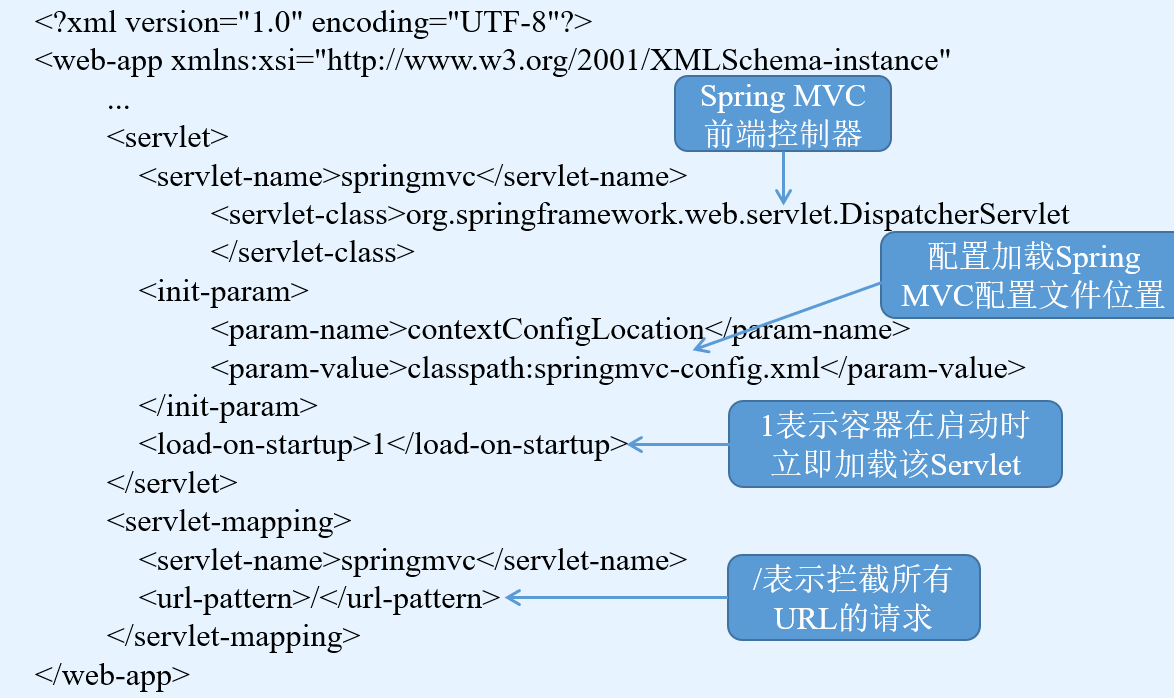 <?xml version="1.0" encoding="UTF-8"?>
<web-app xmlns:xsi="http://www.w3.org/2001/XMLSchema-instance"
...
Spring MVC
前端控制器
<servlet>
<servlet-name>springmvc</servlet-name>
<servlet-class>org.springframework.web.servlet.DispatcherServlet
</servlet-class>
配置加载Spring
MVC配置文件位置
<init-param>
<param-name>contextConfigLocation</param-name>
<param-value>classpath:springmvc-config.xml</param-value>
</init-param>
<load-on-startup>1</load-on-startup>
1表示容器在启动时
立即加载该Servlet
</servlet>
<servlet-mapping>
<servlet-name>springmvc</servlet-name>
<url-pattern>/</url-pattern>
/表示拦截所有
URL的请求
</servlet-mapping>
</web-app>